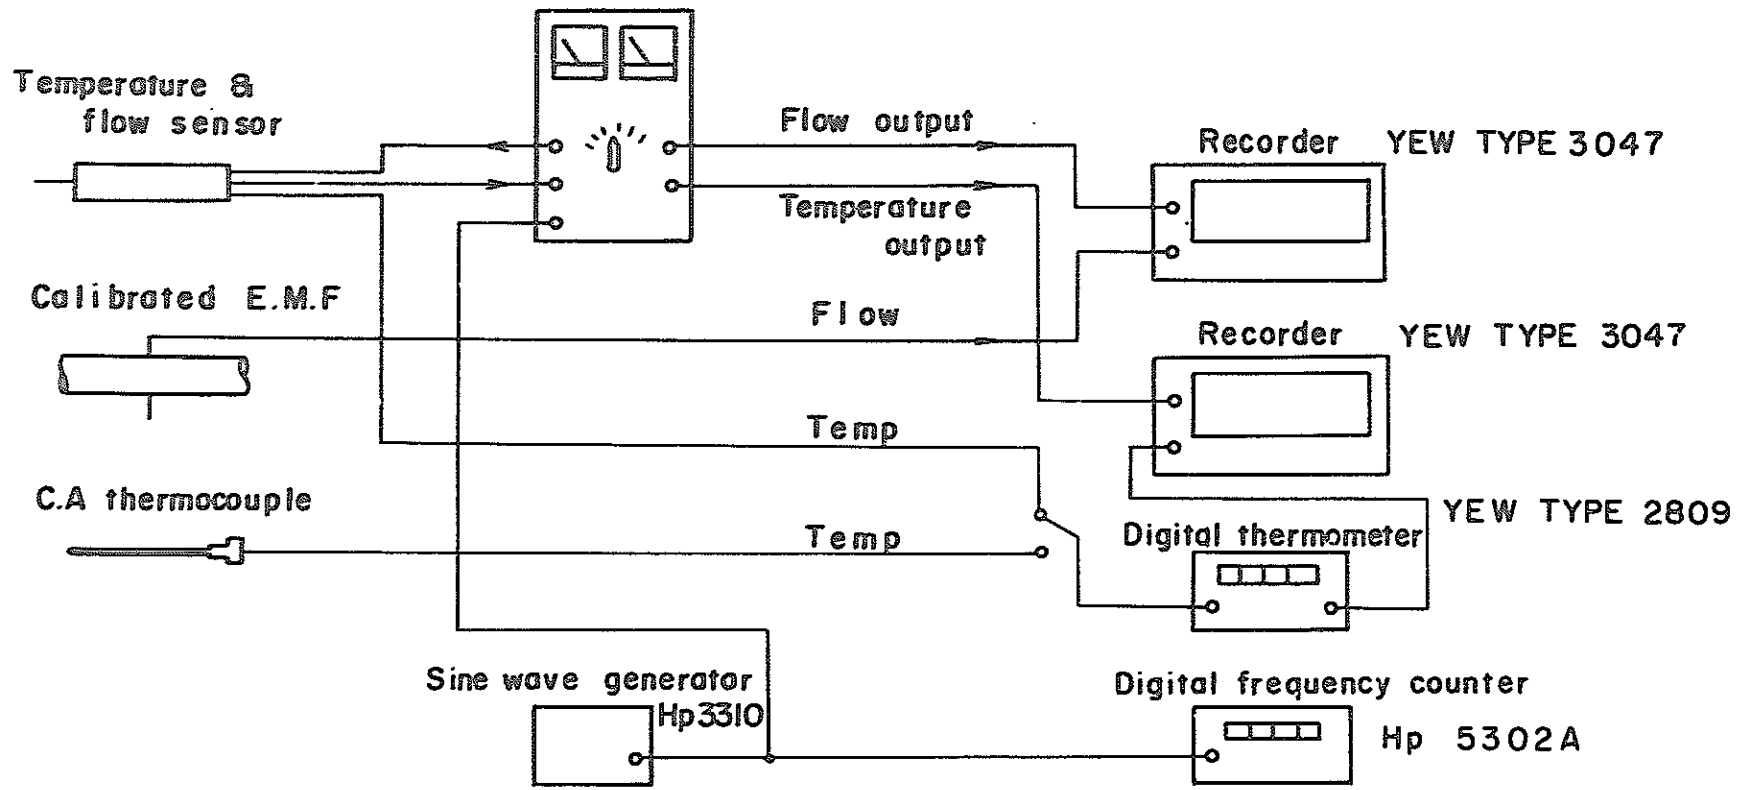 Temperature &
flow sensor
Flow output
Recorder YEW TYPE 3047
Temperature
output
Calibrated E.M.F
Flow
Recorder YEW TYPE 3047
Temp
C.A thermocouple
YEW TYPE 2809
Temp
Digital thermometer
Sine wave generator
Hp3310
Digital frequency counter
Hp 5302A